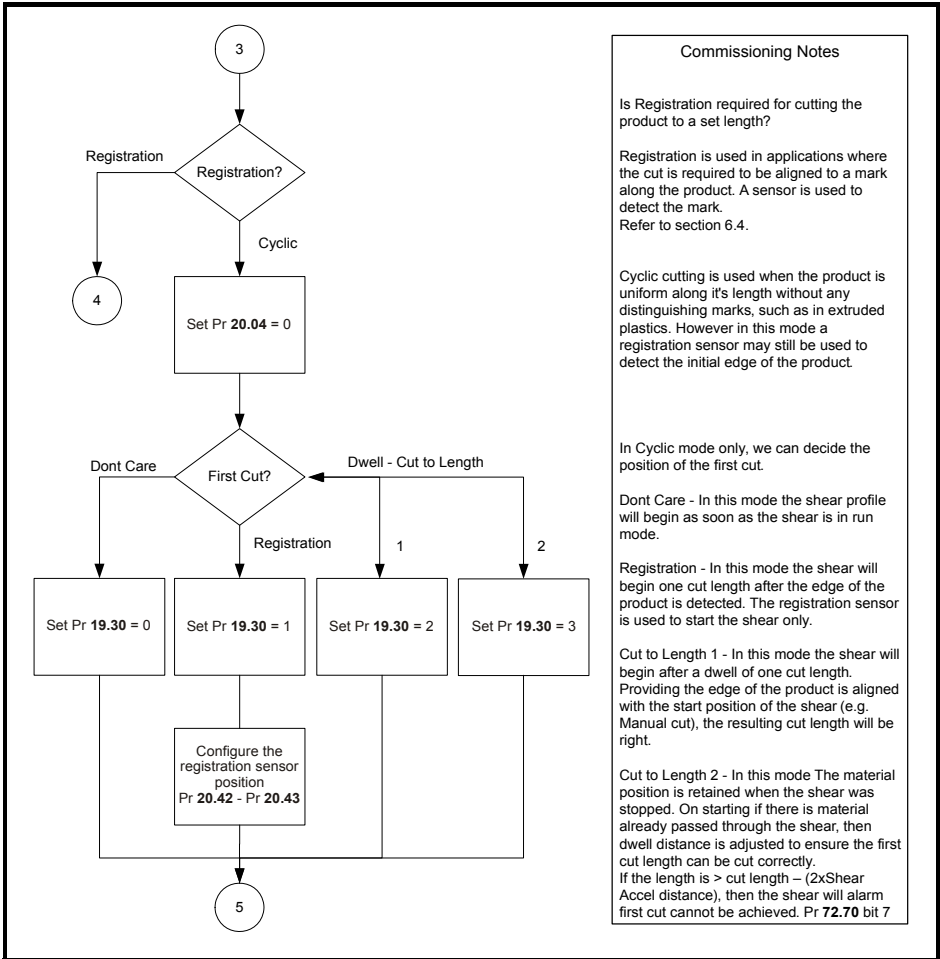 3
Registration
Registration?
Cyclic
4
Set Pr 20.04 = 0
Dont Care
First Cut?
Dwell - Cut to Length
Registration
1
2
Set Pr 19.30 = 0
Set Pr 19.30 = 1
Set Pr 19.30 = 2
Set Pr 19.30 = 3
Configure the
registration sensor
position
Pr 20.42 - Pr 20.43
5
Commissioning Notes
Is Registration required for cutting the
product to a set length?
Registration is used in applications where
the cut is required to be aligned to a mark
along the product. A sensor is used to
detect the mark.
Refer to section 6.4.
Cyclic cutting is used when the product is
uniform along it's length without any
distinguishing marks, such as in extruded
plastics. However in this mode a
registration sensor may still be used to
detect the initial edge of the product.
In Cyclic mode only, we can decide the
position of the first cut.
Dont Care - In this mode the shear profile
will begin as soon as the shear is in run
mode.
Registration - In this mode the shear will
begin one cut length after the edge of the
product is detected. The registration sensor
is used to start the shear only.
Cut to Length 1 - In this mode the shear will
begin after a dwell of one cut length.
Providing the edge of the product is aligned
with the start position of the shear (e.g.
Manual cut), the resulting cut length will be
right.
Cut to Length 2 - In this mode The material
position is retained when the shear was
stopped. On starting if there is material
already passed through the shear, then
dwell distance is adjusted to ensure the first
cut length can be cut correctly.
If the length is > cut length – (2xShear
Accel distance), then the shear will alarm
first cut cannot be achieved. Pr 72.70 bit 7